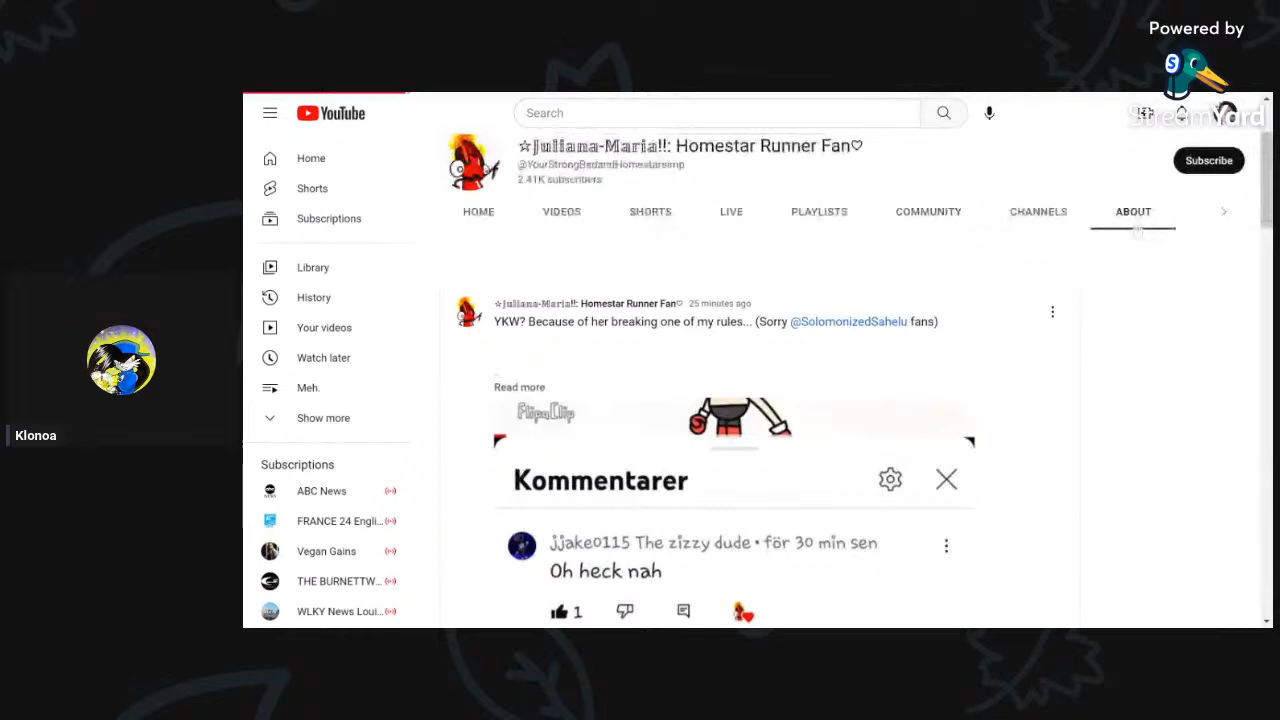 Powered by
StreamYard
YouTube
Search
☆𝕁𝕦𝕝𝕚𝕒𝕟𝕒-𝕄𝕒𝕣𝕚𝕒!!: Homestar Runner Fan♡
2.41K subscribers
Subscribe
HOME
VIDEOS
SHORTS
LIVE
PLAYLISTS
COMMUNITY
CHANNELS
ABOUT
Home
Shorts
Subscriptions
Library
History
Your videos
Watch later
Meh.
Show more
Subscriptions
ABC News
FRANCE 24 Engli...
Vegan Gains
THE BURNETTW...
WLKY News Loui...
☆𝕁𝕦𝕝𝕚𝕒𝕟𝕒-𝕄𝕒𝕣𝕚𝕒!!: Homestar Runner Fan♡ 25 minutes ago
YKW? Because of her breaking one of my rules... (Sorry @SolomonizedSahelu fans)
...
Read more
FlipaClip
Kommentarer
jjake0115 The zizzy dude • för 30 min sen
Oh heck nah
1
Klonoa